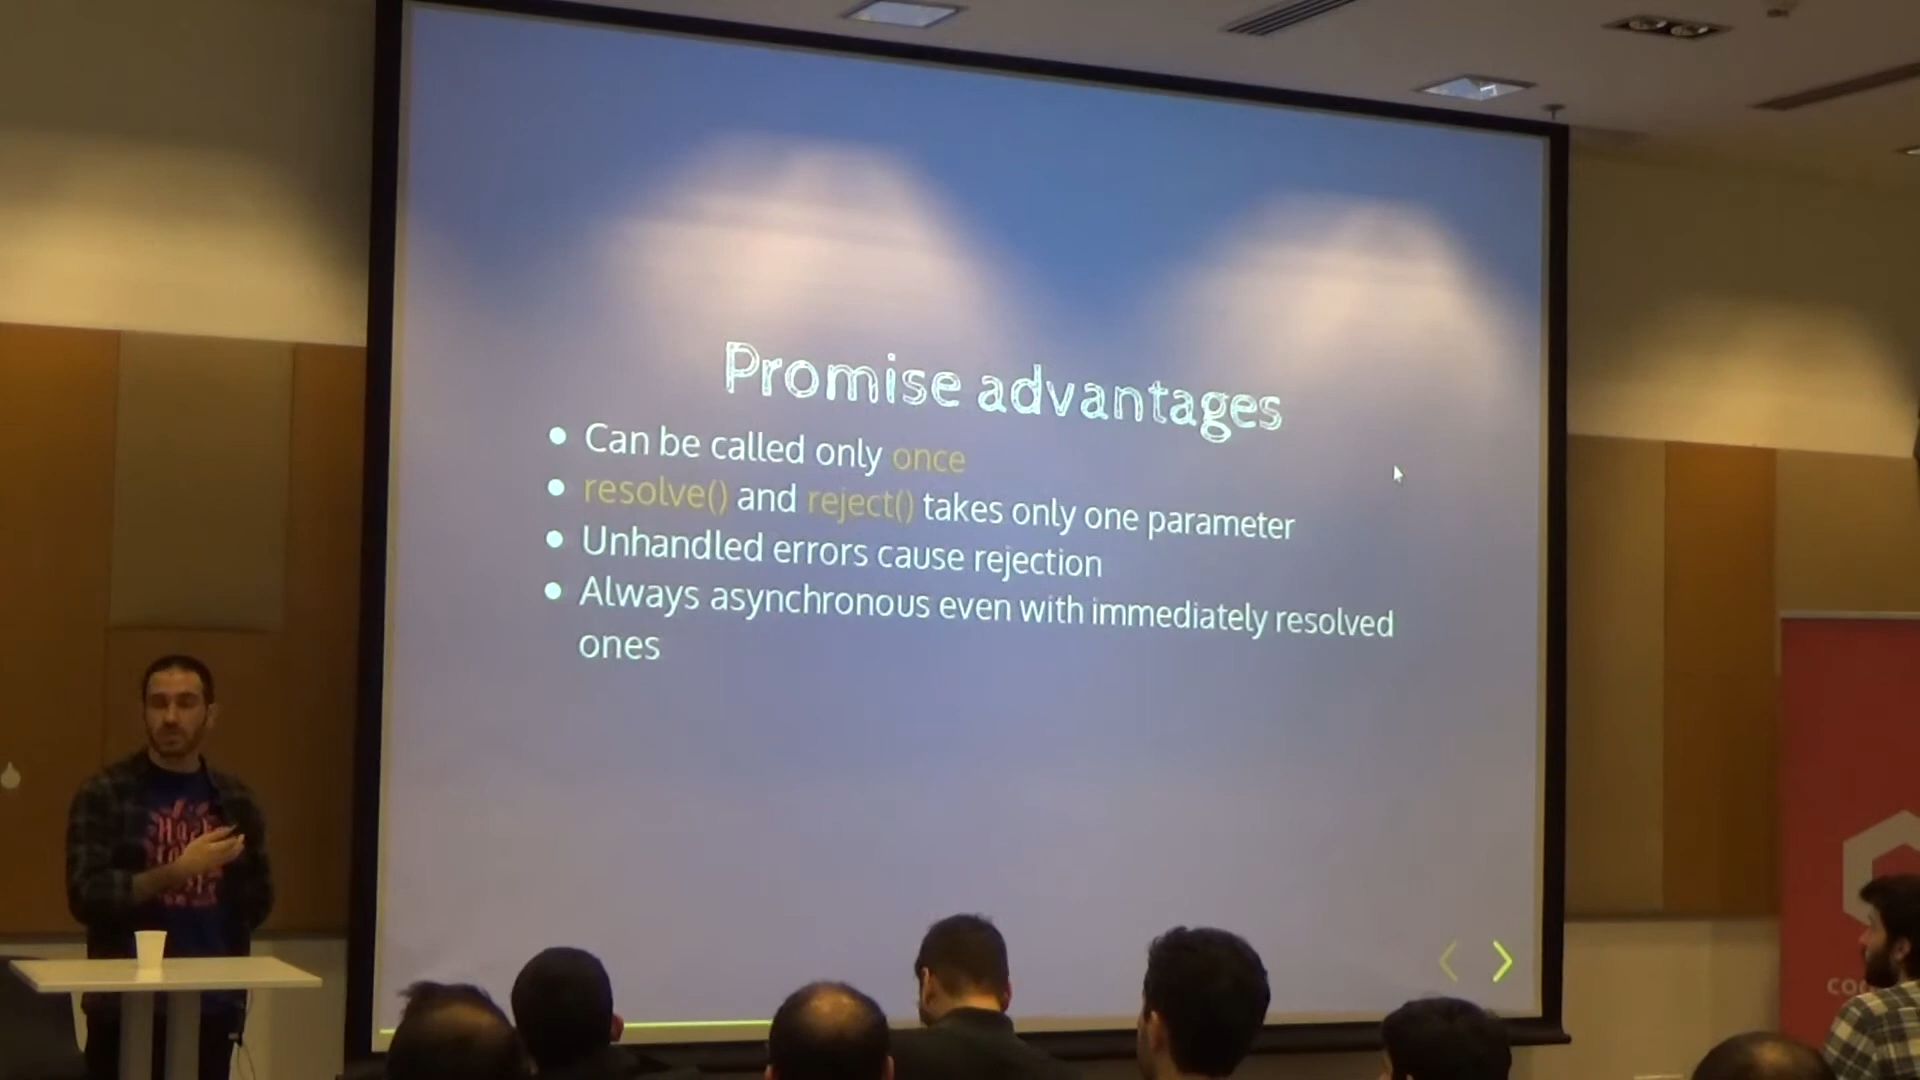 Promise advantages
Can be called only once
resolve() and reject() takes only one parameter
Unhandled errors cause rejection
Always asynchronous even with immediately resolved
ones